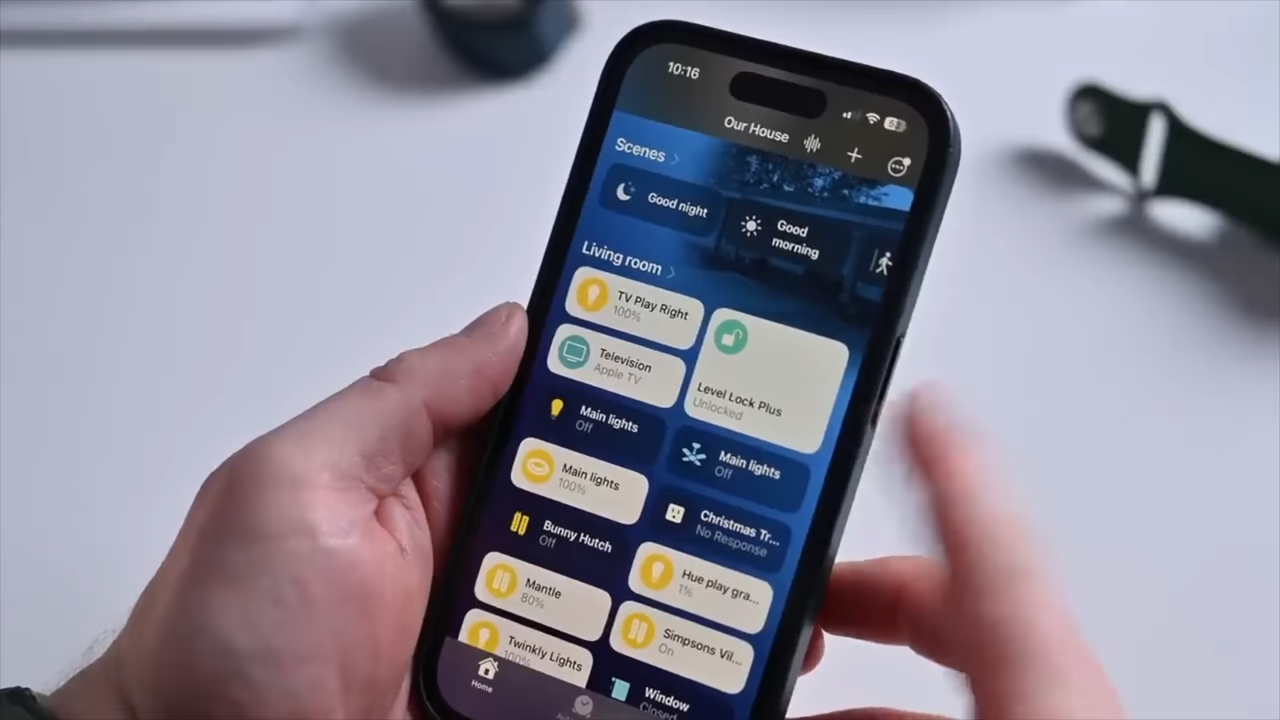 10:16
Our House
Scenes
Good night
Good
morning
Living room
TV Play Right
100%
Television
Apple TV
Level Lock Plus
Unlocked
Main lights
Off
Main lights
Off
Main lights
100%
Christmas Tr...
No Response
Bunny Hutch
Off
Hue play gra...
1%
Mantle
80%
Simpsons Vil...
On
Twinkly Lights
100%
Window
Closed
Home